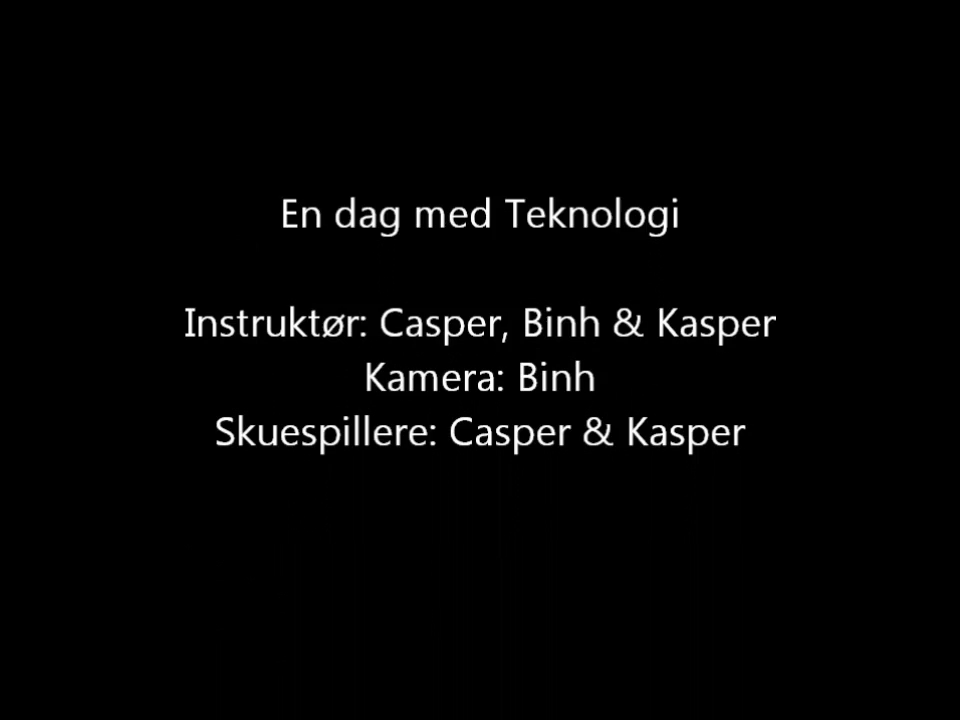 En dag med Teknologi
Instruktør: Casper, Binh & Kasper
Kamera: Binh
Skuespillere: Casper & Kasper